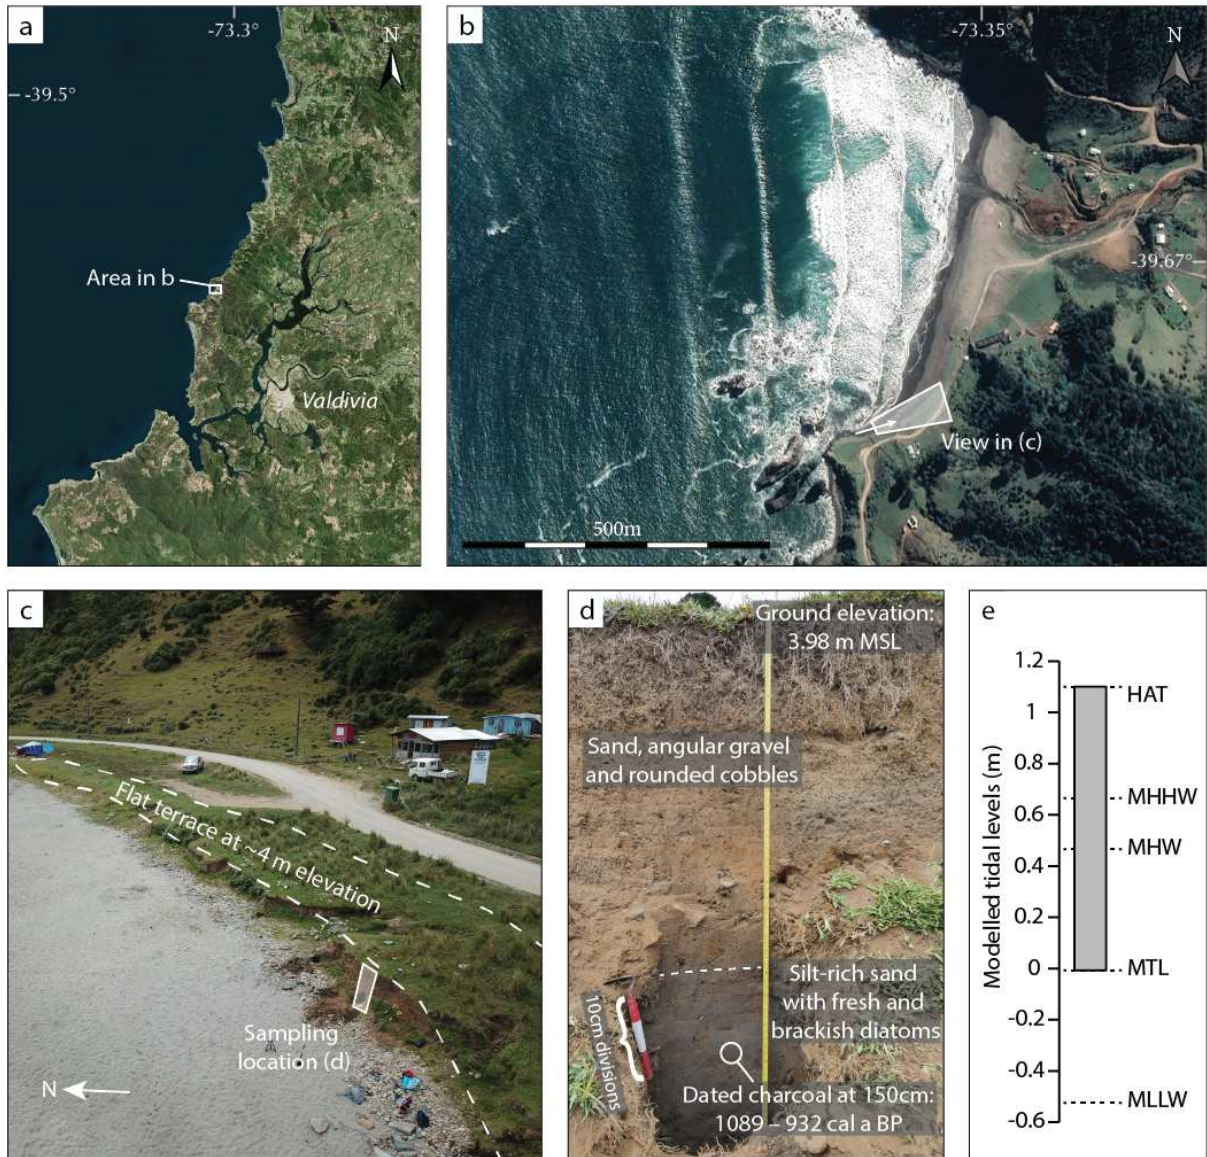 a
-73.3°
N
-39.5°
Area in b
Valdivia
b
-73.35°
N
-39.67°
View in (c)
500m
c
Flat terrace at ~4 m elevation
Sampling
location (d)
N
d
Ground elevation:
3.98 m MSL
Sand, angular gravel
and rounded cobbles
Silt-rich sand
with fresh and
brackish diatoms
10cm divisions
Dated charcoal at 150cm:
1089 – 932 cal a BP
e
Modelled tidal levels (m)
1.2
1
0.8
0.6
0.4
0.2
0
-0.2
-0.4
-0.6
HAT
MHHW
MHW
MTL
MLLW